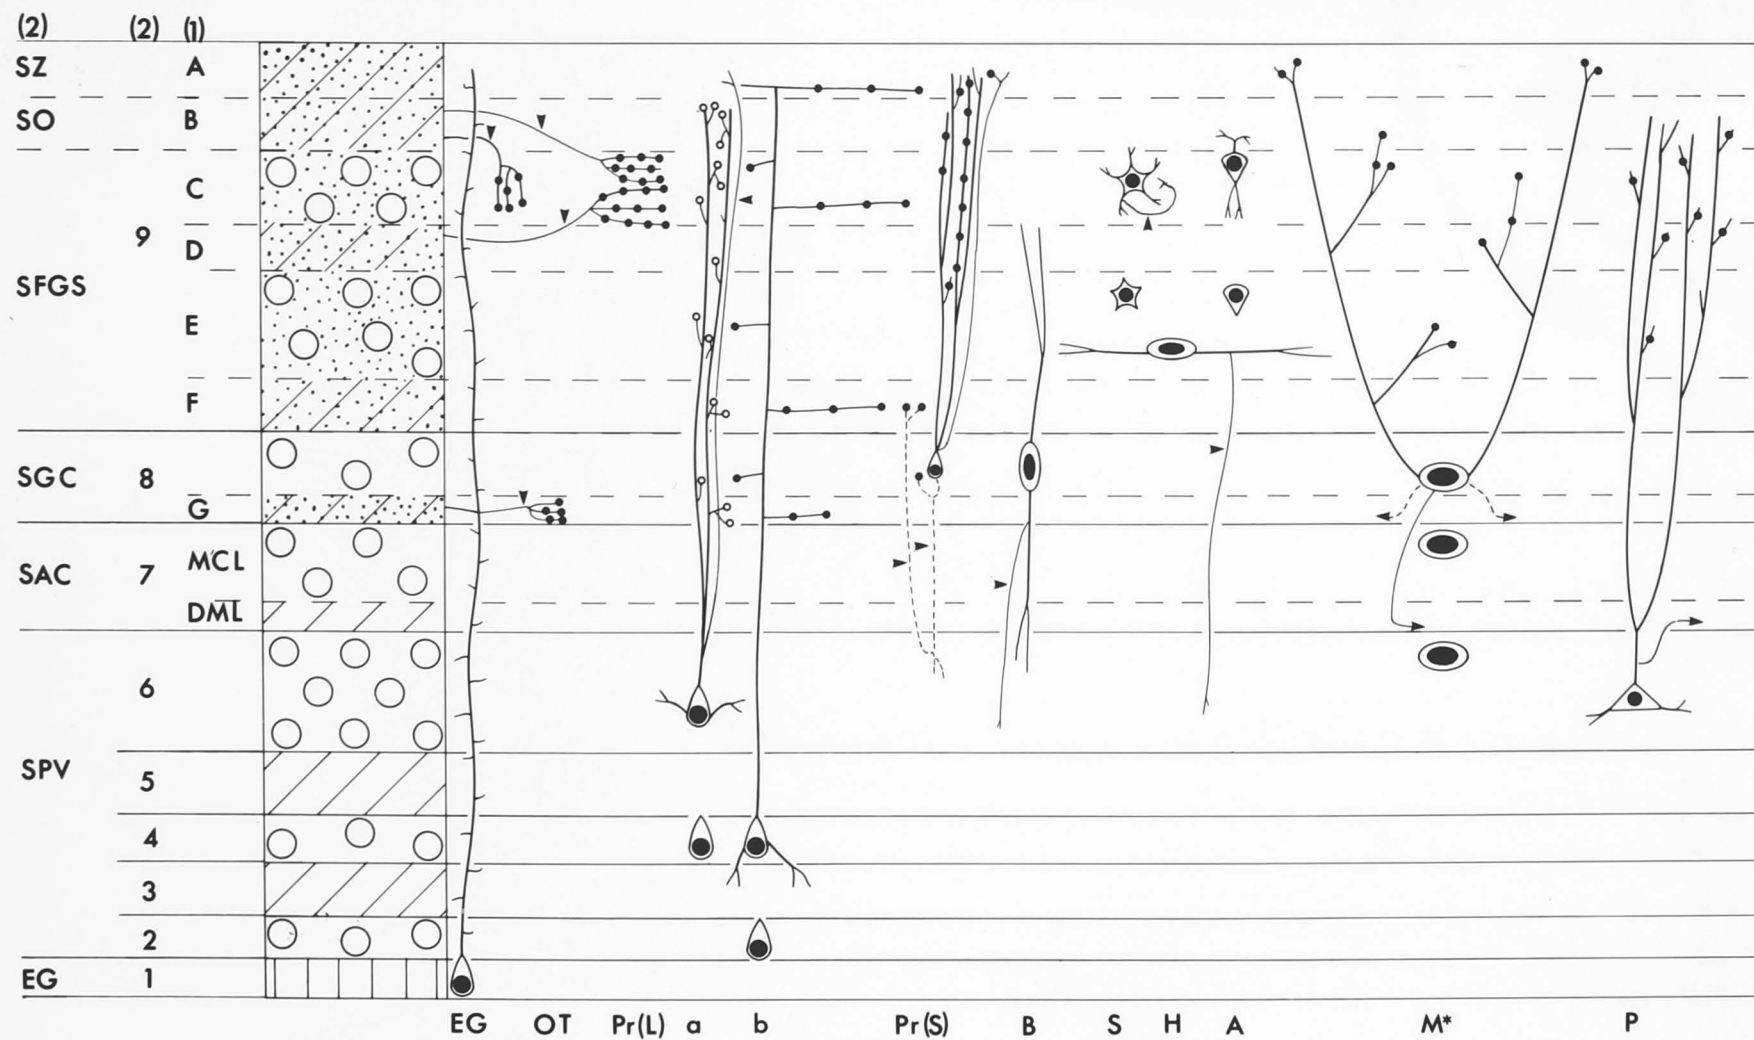 (2) (2) (1)
SZ A
SO B
C
9
D
SFGS
E
F
SGC 8
G
SAC 7 MCL
DML
6
SPV
5
4
3
2
EG 1
EG OT Pr(L) a b Pr(S) B S H A M* P